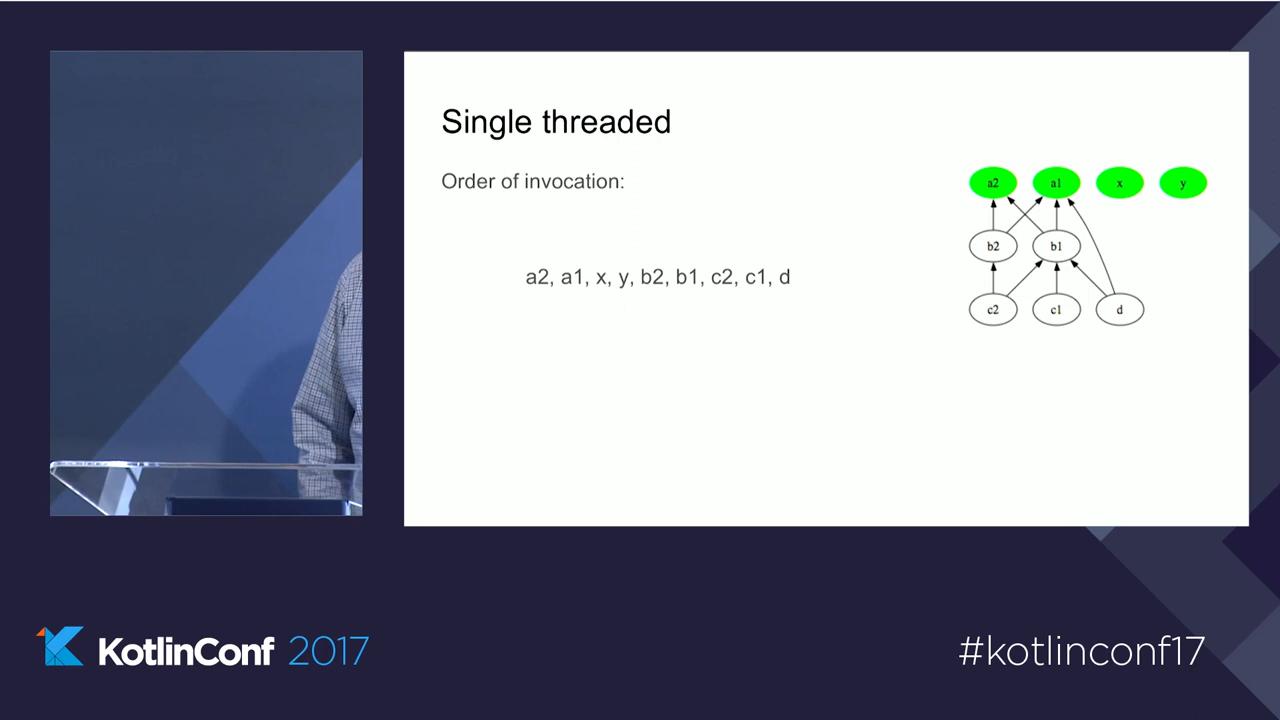 Single threaded
Order of invocation:
a2, a1, x, y, b2, b1, c2, c1, d
a2 a1 x y
b2 b1
c2 c1 d
KotlinConf 2017
#kotlinconf17